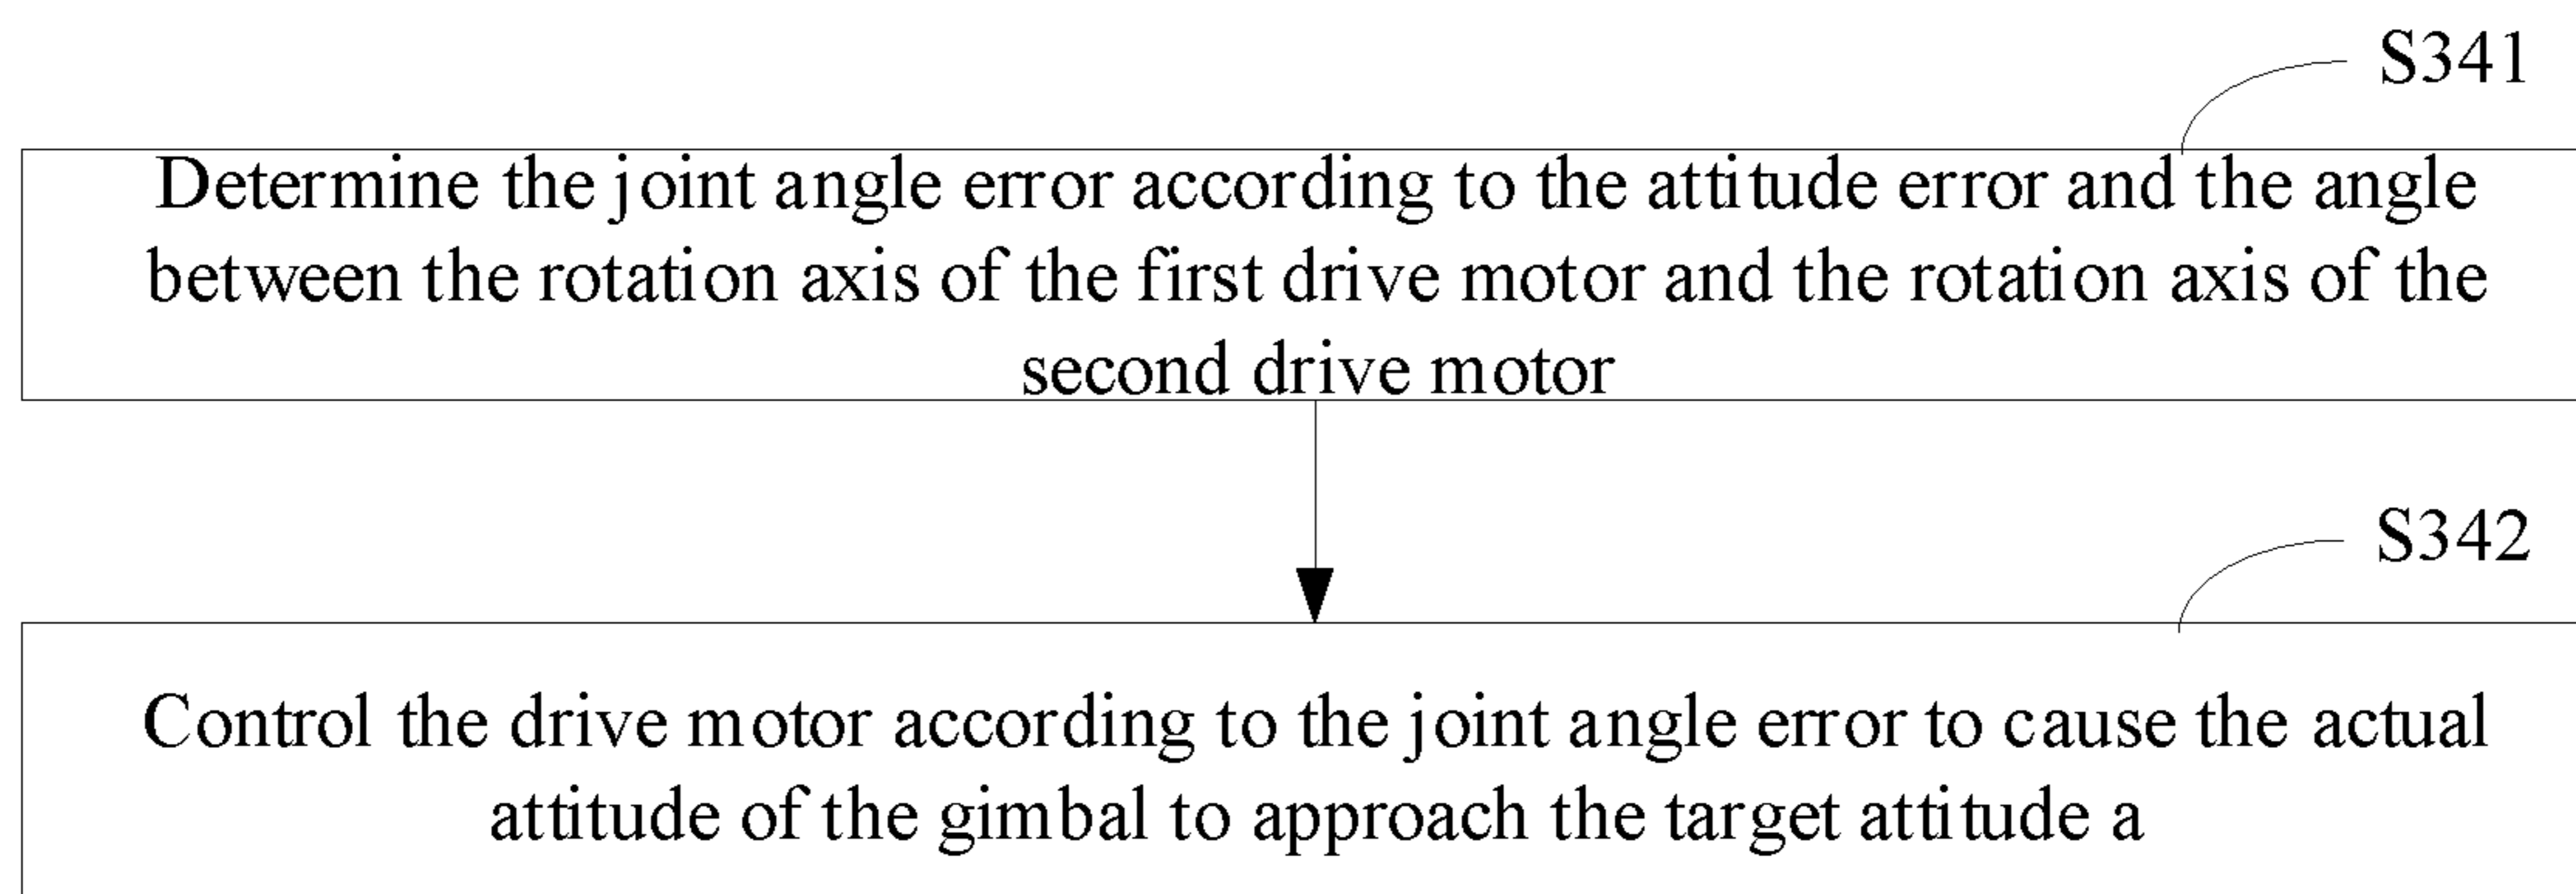 S341
Determine the joint angle error according to the attitude error and the angle
between the rotation axis of the first drive motor and the rotation axis of the
second drive motor
S342
Control the drive motor according to the joint angle error to cause the actual
attitude of the gimbal to approach the target attitude a